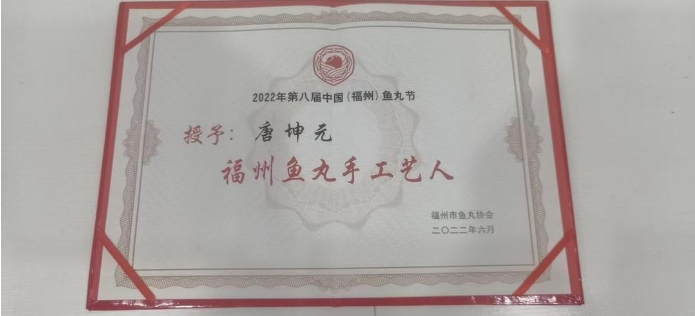 2022年第八届中国(福州)鱼丸节
授予：唐坤元
福州鱼丸手工艺人
福州市鱼丸协会
二〇二二年六月